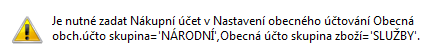 Je nutné zadat Nákupní účet v Nastavení obecného účtování Obecná
obch.účto skupina='NÁRODNÍ',Obecná účto skupina zboží='SLUŽBY'.